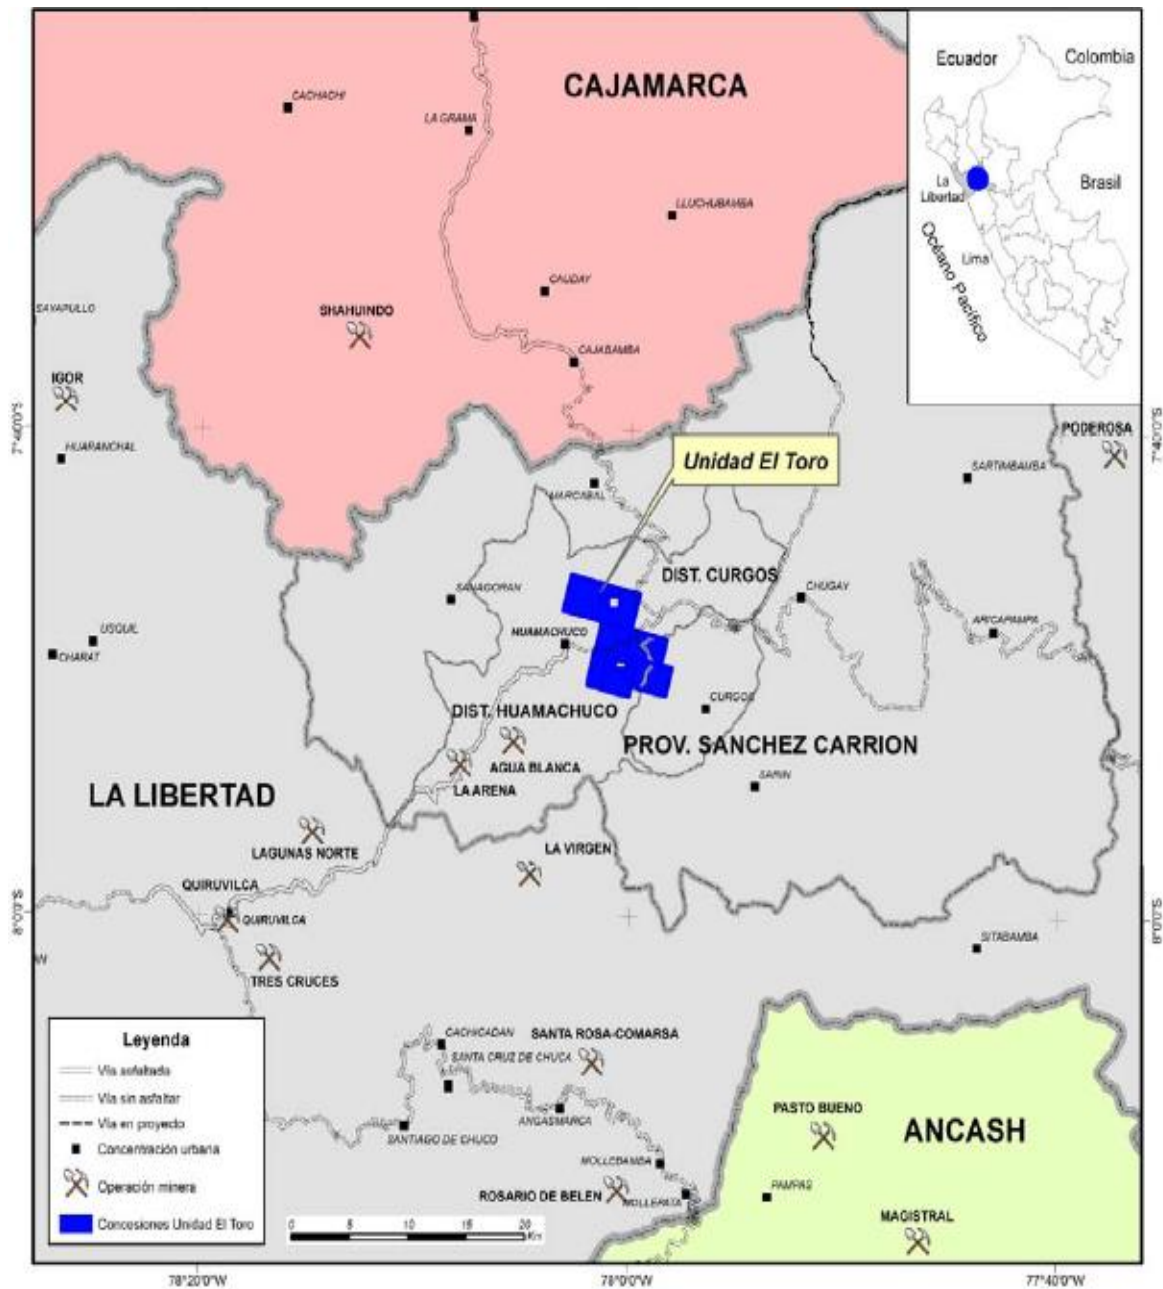 CAJAMARCA
CACHACHI
LA GRAMA
LLUCHUBAMBA
CAUDAY
SHAHUINDO
CAJABAMBA
SAYAPULLO
IGOR
HUARANCHAL
Ecuador
Colombia
La
Libertad
Brasil
Lima
Océano Pacífico
7°40'0"S
7°40'0"S
PODEROSA
Unidad El Toro
SARTIMBAMBA
MARCABAL
DIST. CURGOS
SANAGORAN
CHUGAY
USQUIL
CHARAT
HUAMACHUCO
ARICAPAMPA
CURGOS
DIST. HUAMACHUCO
PROV. SANCHEZ CARRION
AGUA BLANCA
LA ARENA
SARIN
LA LIBERTAD
LAGUNAS NORTE
LA VIRGEN
QUIRUVILCA
QUIRUVILCA
8°0'0"S
8°0'0"S
SITABAMBA
W
TRES CRUCES
Leyenda
Vía asfaltada
Vía sin asfaltar
Vía en proyecto
Concentración urbana
Operación minera
Concesiones Unidad El Toro
CACHICADAN
SANTA ROSA-COMARSA
SANTA CRUZ DE CHUCA
ANGASMARCA
SANTIAGO DE CHUCO
PASTO BUENO
ANCASH
MOLLEBAMBA
ROSARIO DE BELEN
MOLLEPATA
PAMPAS
MAGISTRAL
0 5 10 15 20
Km
78°20'0"W
78°0'0"W
77°40'0"W